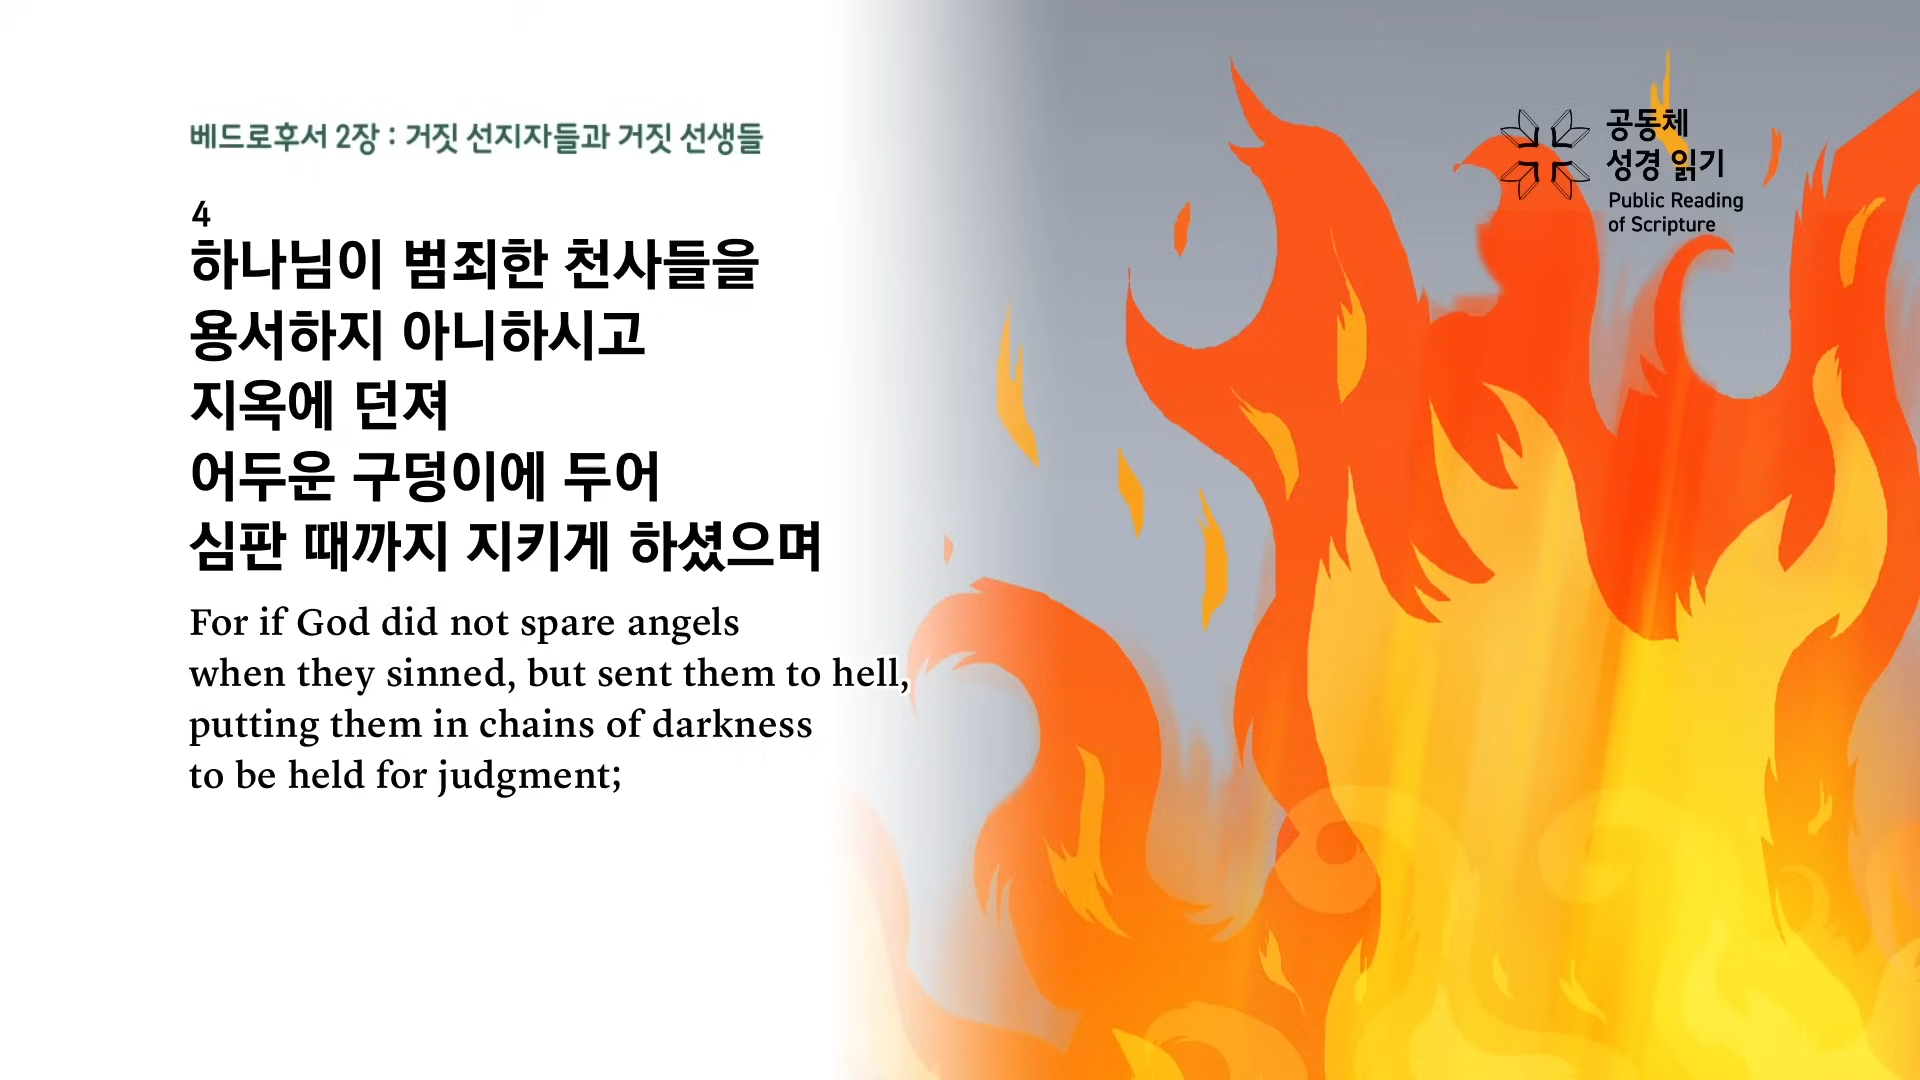 베드로후서 2장 : 거짓 선지자들과 거짓 선생들
4
하나님이 범죄한 천사들을
용서하지 아니하시고
지옥에 던져
어두운 구덩이에 두어
심판 때까지 지키게 하셨으며
For if God did not spare angels
when they sinned, but sent them to hell,
putting them in chains of darkness
to be held for judgment;
공동체
성경 읽기
Public Reading
of Scripture